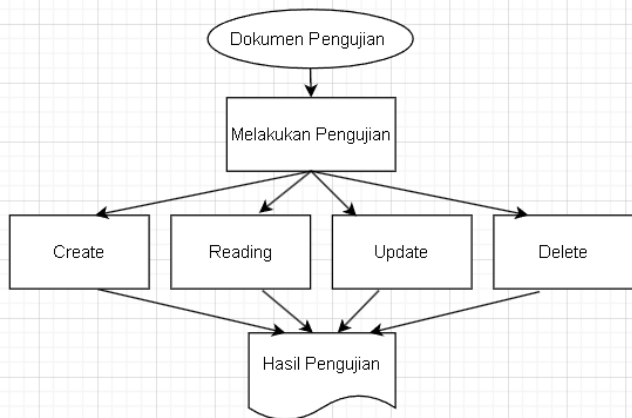 Dokumen Pengujian
Melakukan Pengujian
Create
Reading
Update
Delete
Hasil Pengujian